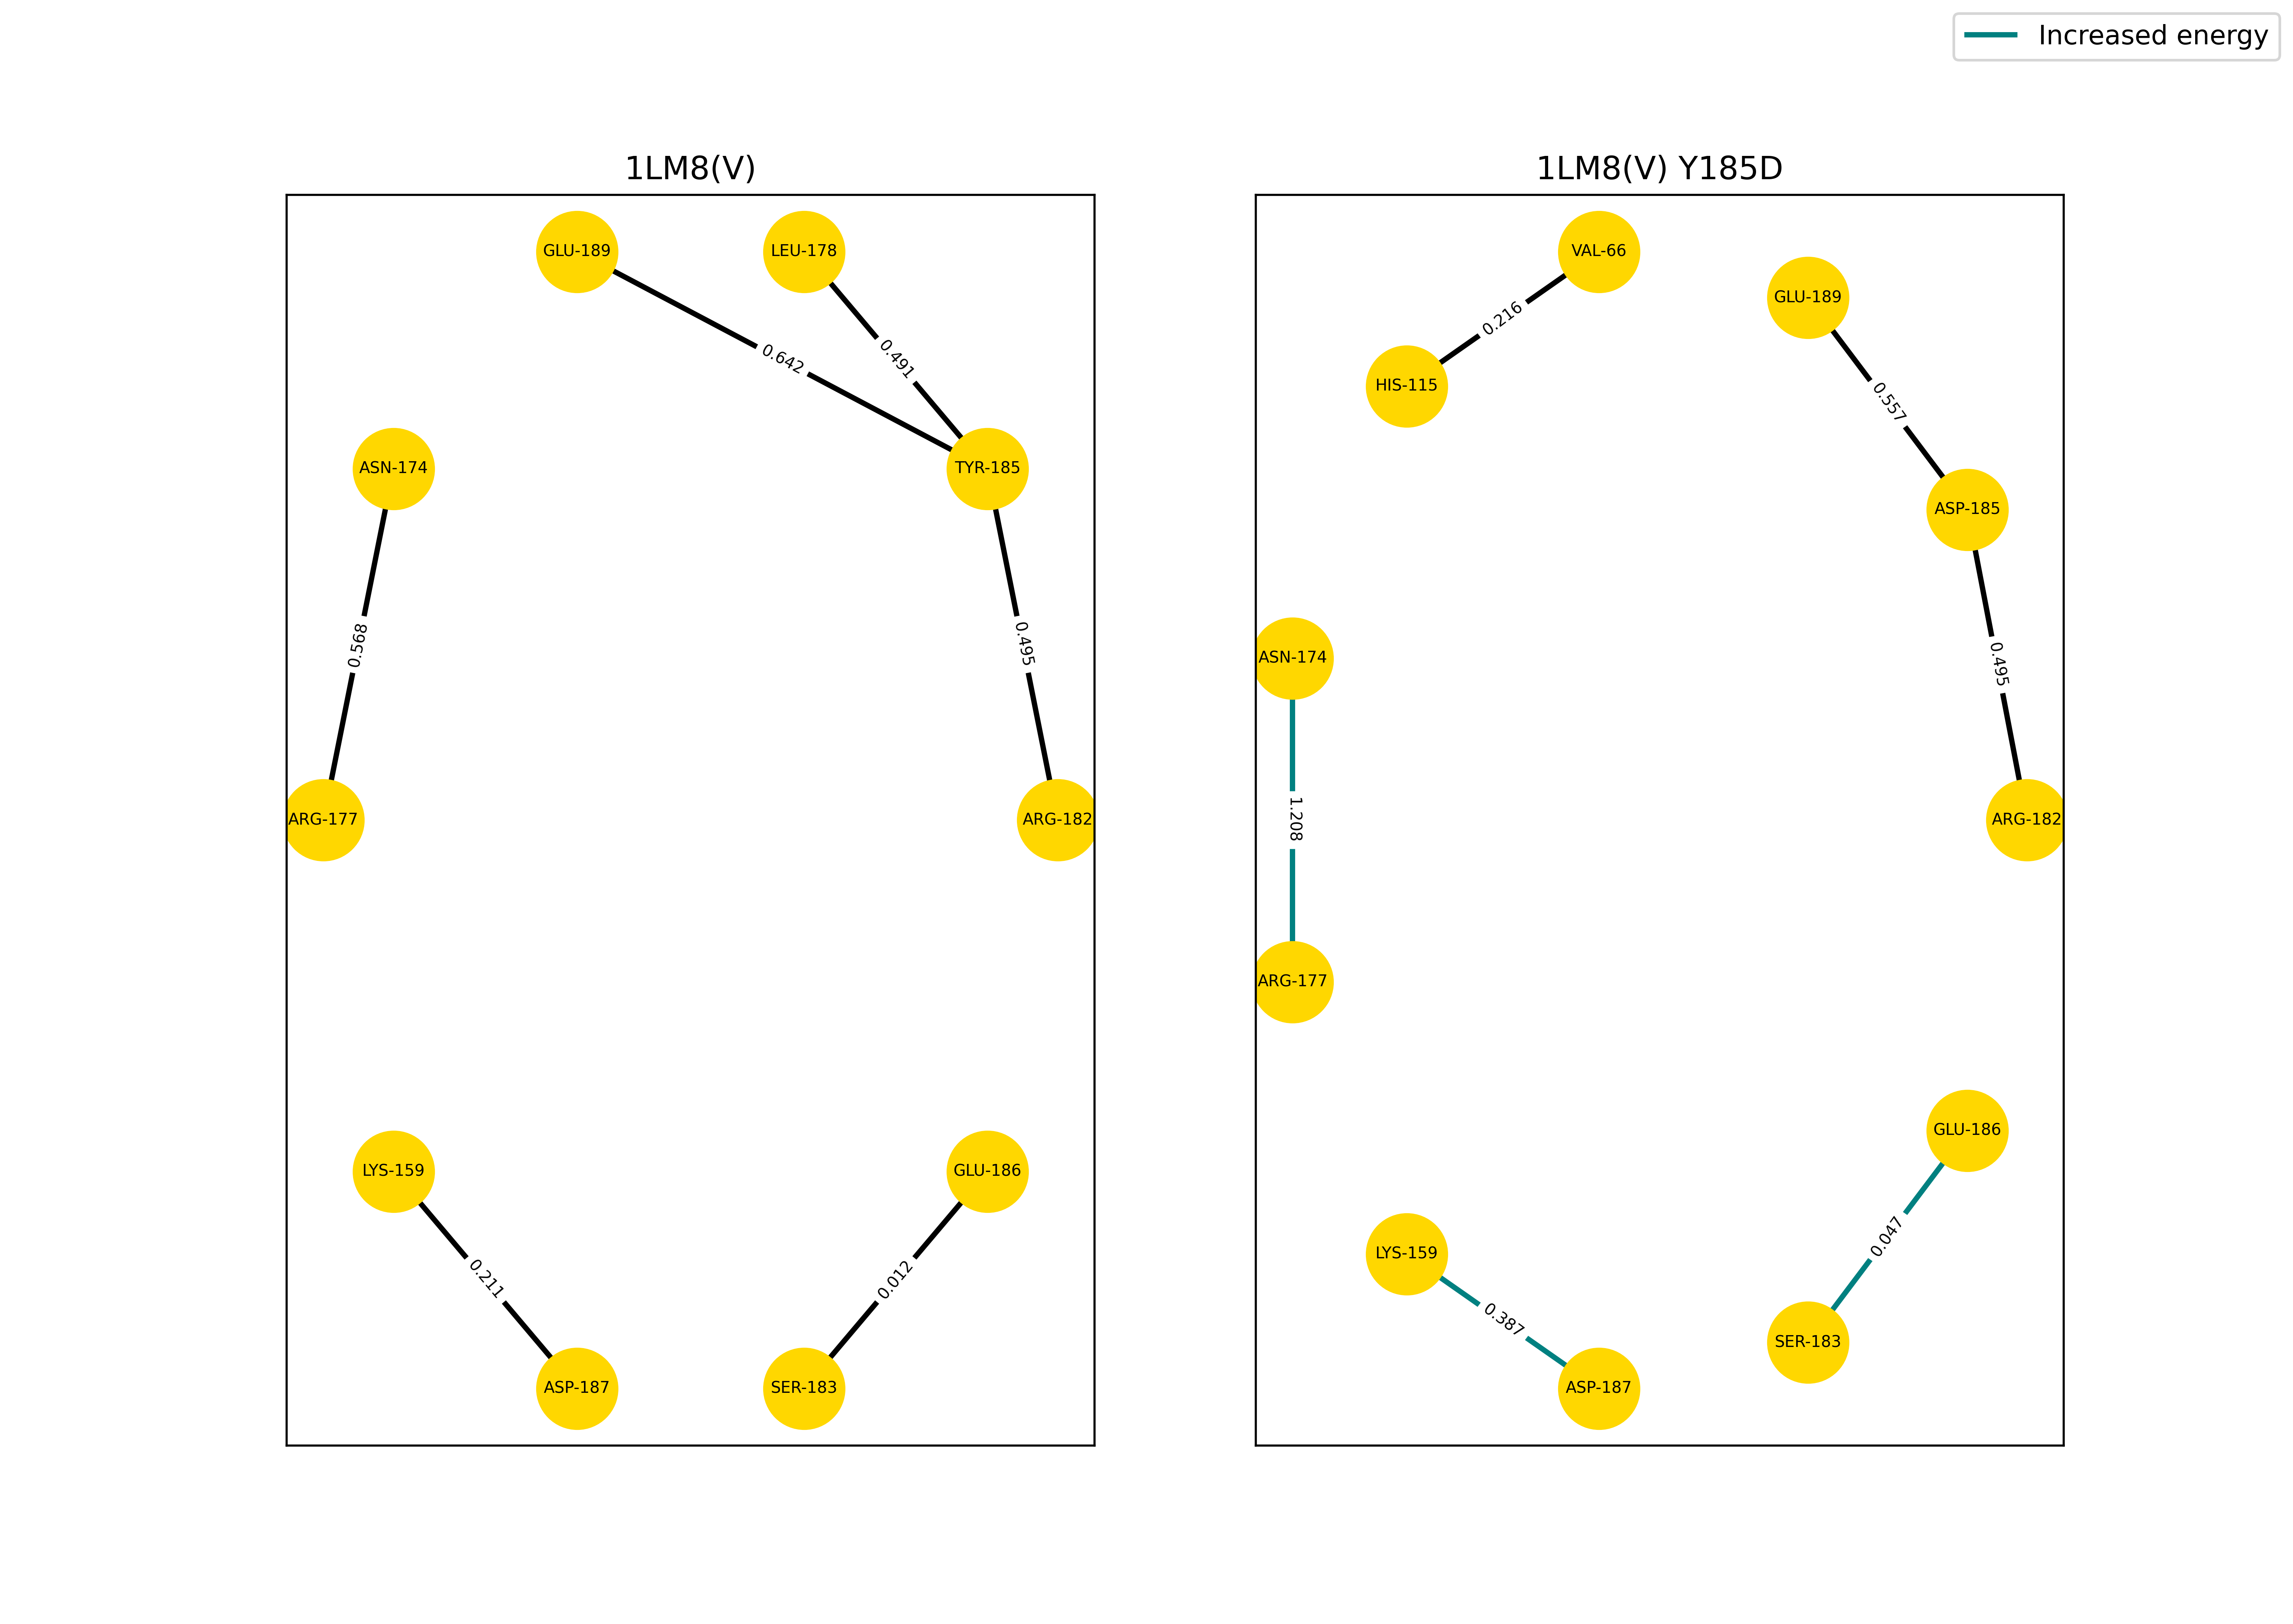 Increased energy
1LM8(V)
GLU-189
LEU-178
0.642
0.491
ASN-174
TYR-185
0.568
0.495
ARG-177
ARG-182
LYS-159
GLU-186
0.211
0.012
ASP-187
SER-183
1LM8(V) Y185D
VAL-66
GLU-189
0.216
HIS-115
0.557
ASP-185
ASN-174
0.495
1.208
ARG-182
ARG-177
GLU-186
0.047
LYS-159
0.387
SER-183
ASP-187